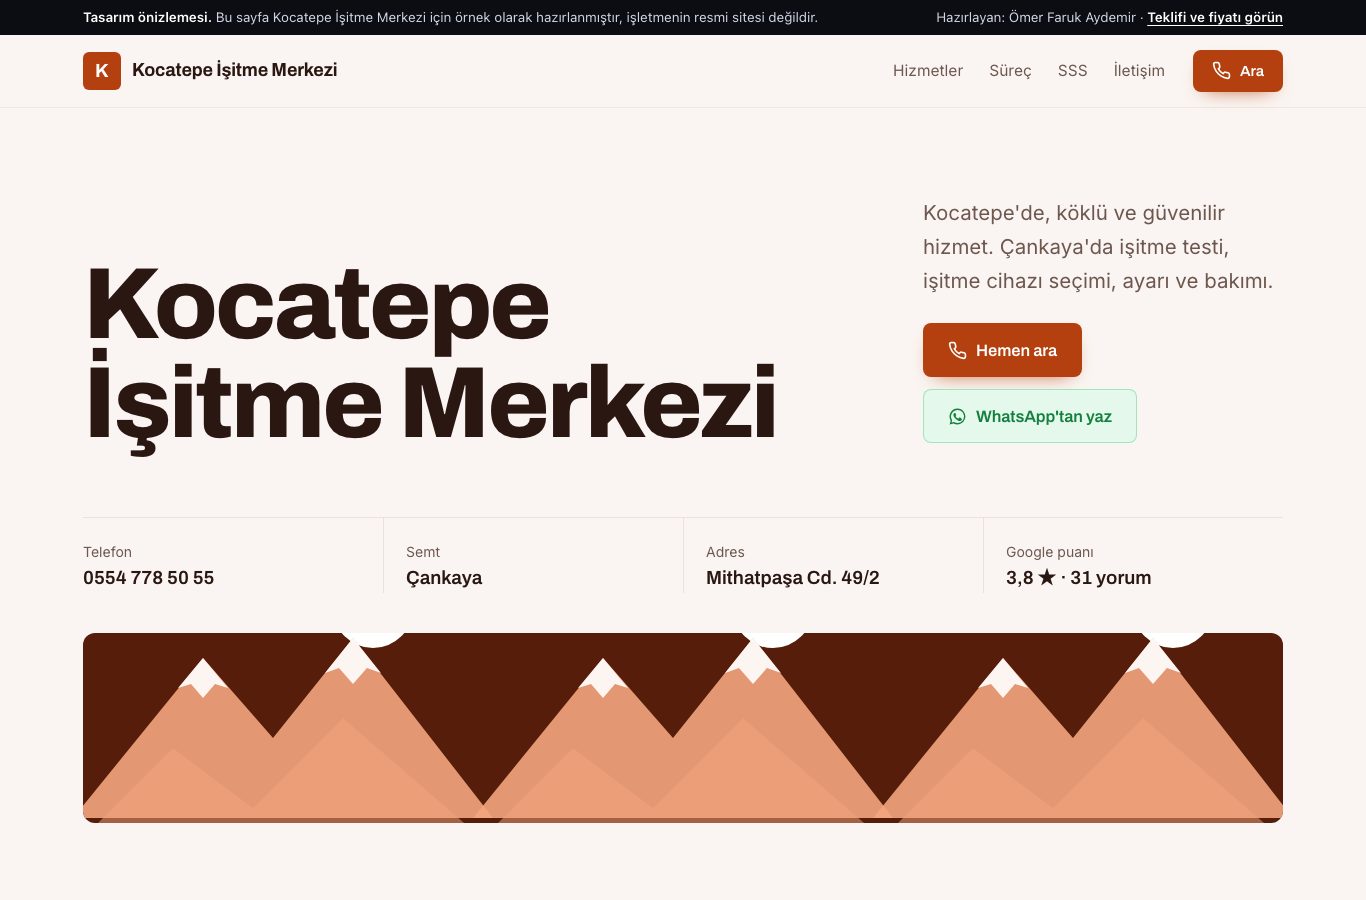 Tasarım önizlemesi. Bu sayfa Kocatepe İşitme Merkezi için örnek olarak hazırlanmıştır, işletmenin resmi sitesi değildir.
Hazırlayan: Ömer Faruk Aydemir · Teklifi ve fiyatı görün
K
Kocatepe İşitme Merkezi
Hizmetler
Süreç
SSS
İletişim
Ara
Kocatepe
İşitme Merkezi
Kocatepe'de, köklü ve güvenilir
hizmet. Çankaya'da işitme testi,
işitme cihazı seçimi, ayarı ve bakımı.
Hemen ara
WhatsApp'tan yaz
Telefon
0554 778 50 55
Semt
Çankaya
Adres
Mithatpaşa Cd. 49/2
Google puanı
3,8 ★ · 31 yorum